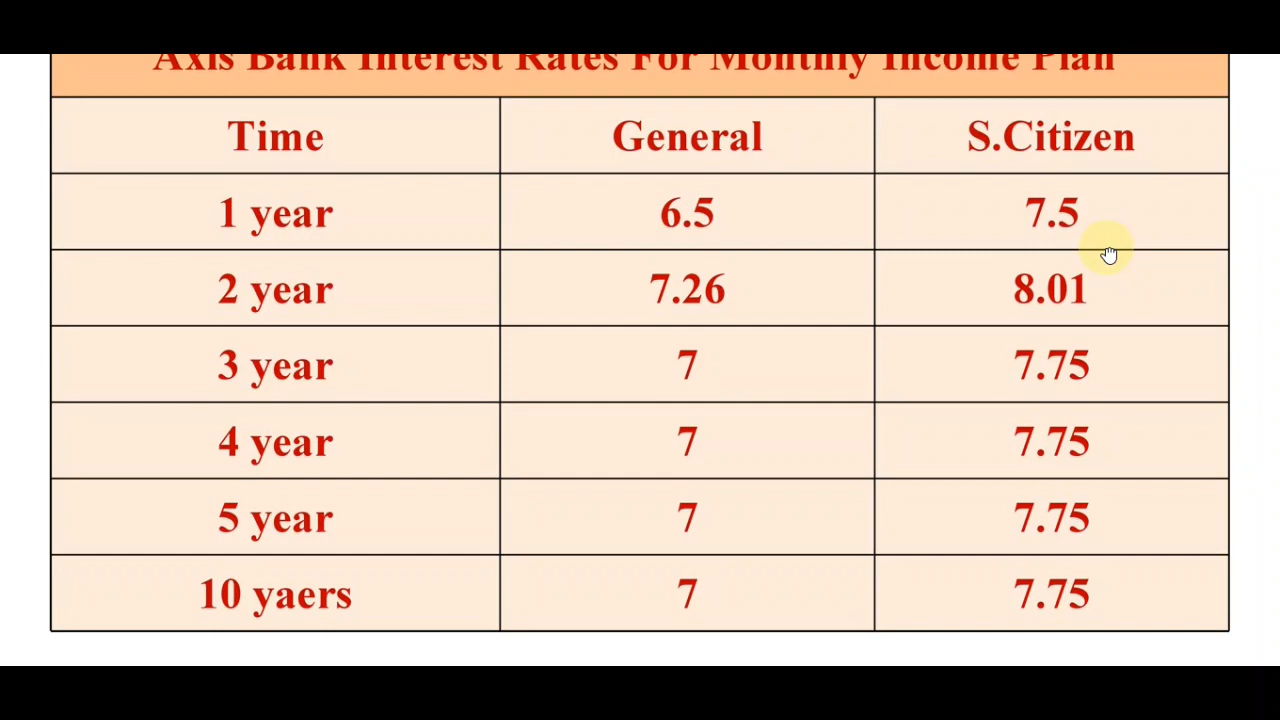 Axis Bank Interest Rates For Monthly Income Plan
Time General S.Citizen
1 year 6.5 7.5
2 year 7.26 8.01
3 year 7 7.75
4 year 7 7.75
5 year 7 7.75
10 yaers 7 7.75